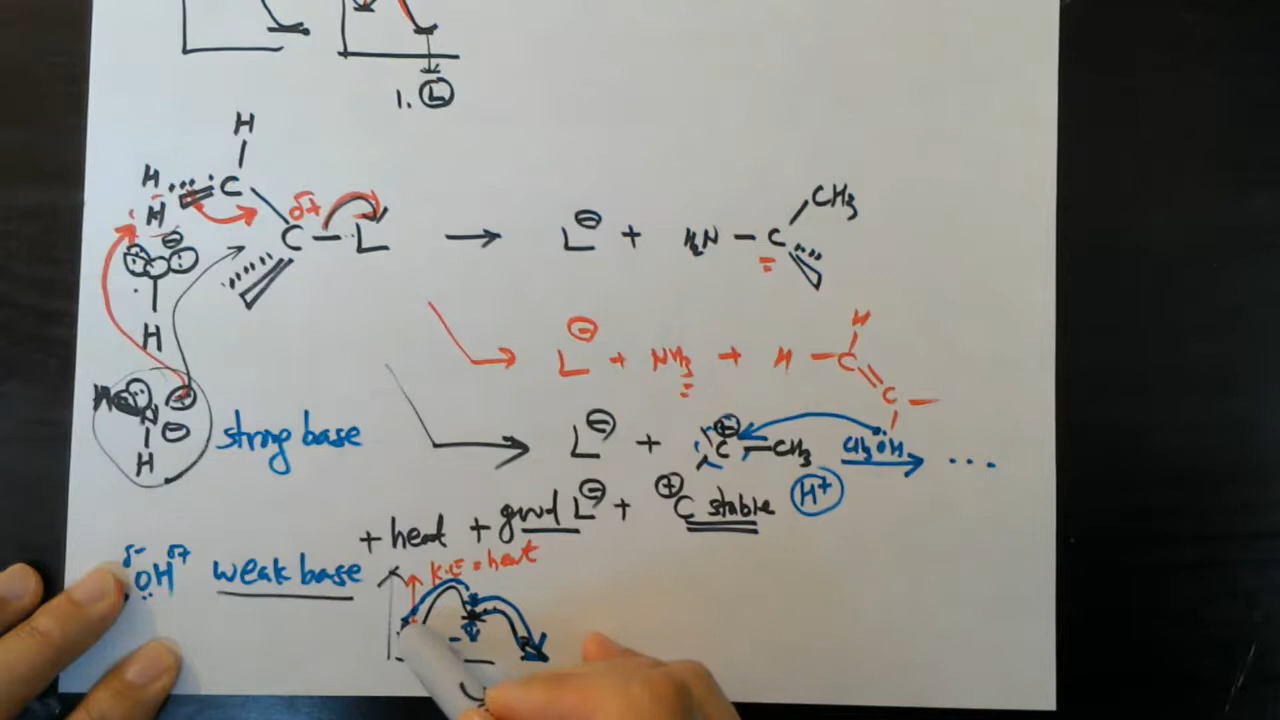 1. L
H
H C δ+
H C – L → L⊖ + H₂N – C CH₃
⊖
H
L⊖ + NH₃ + H – C = C – H
H N ⊖ strong base
H
L⊖ + ⊕C – CH₃ CH₃OH → ...
+ heat + good L⊖ + ⊕C stable H+
δ- OH δ+ weak base
K.E = heat